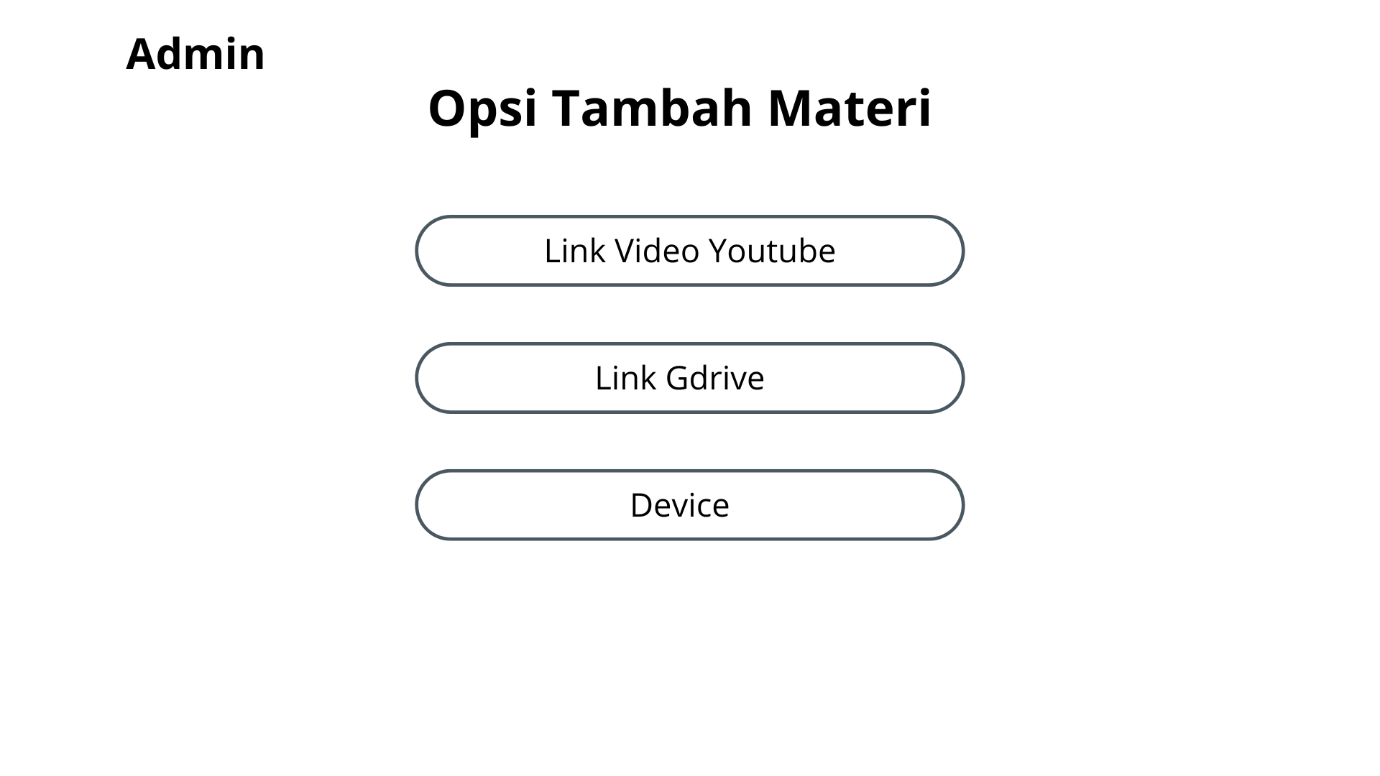 Admin
Opsi Tambah Materi
Link Video Youtube
Link Gdrive
Device